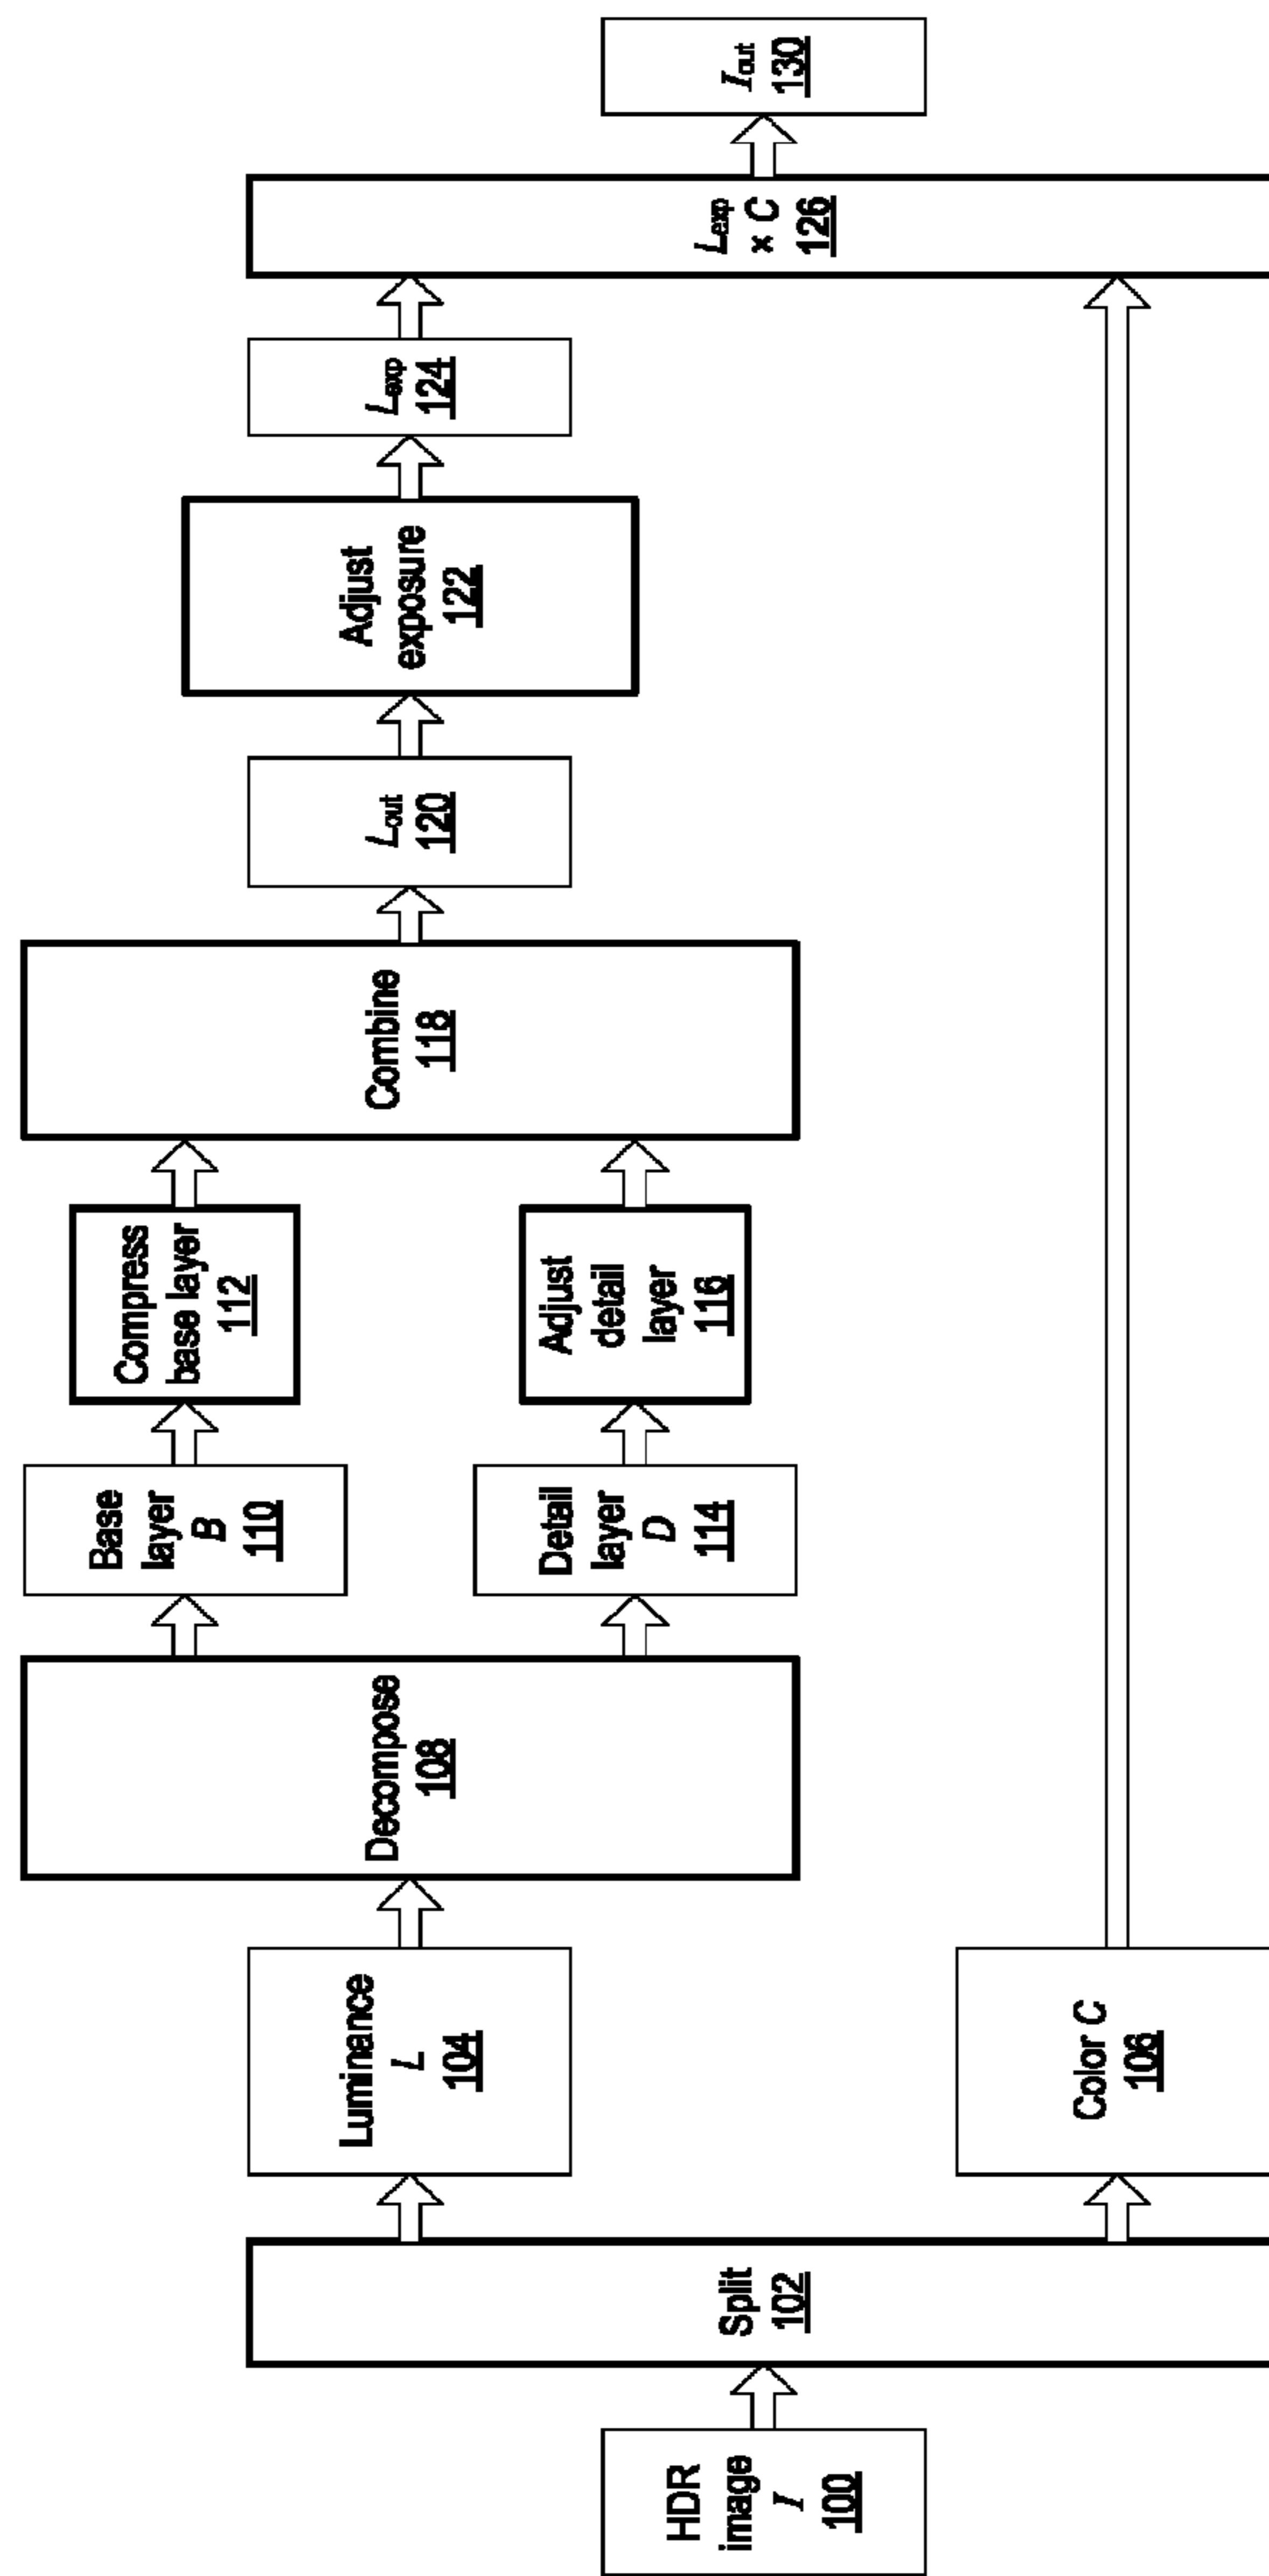 HDR
image
I
100
Split
102
Luminance
L
104
Color C
106
Decompose
108
Base
layer
B
110
Detail
layer
D
114
Compress
base layer
112
Adjust
detail
layer
116
Combine
118
Lout
120
Adjust
exposure
122
Lexp
124
Lexp
× C
126
Iout
130